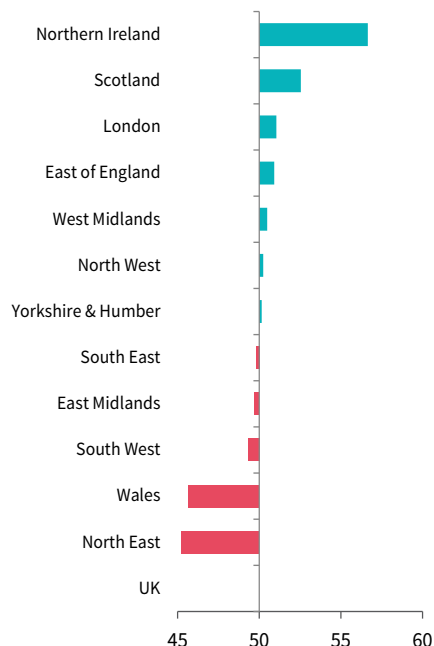 Northern Ireland
Scotland
London
East of England
West Midlands
North West
Yorkshire & Humber
South East
East Midlands
South West
Wales
North East
UK
45 50 55 60